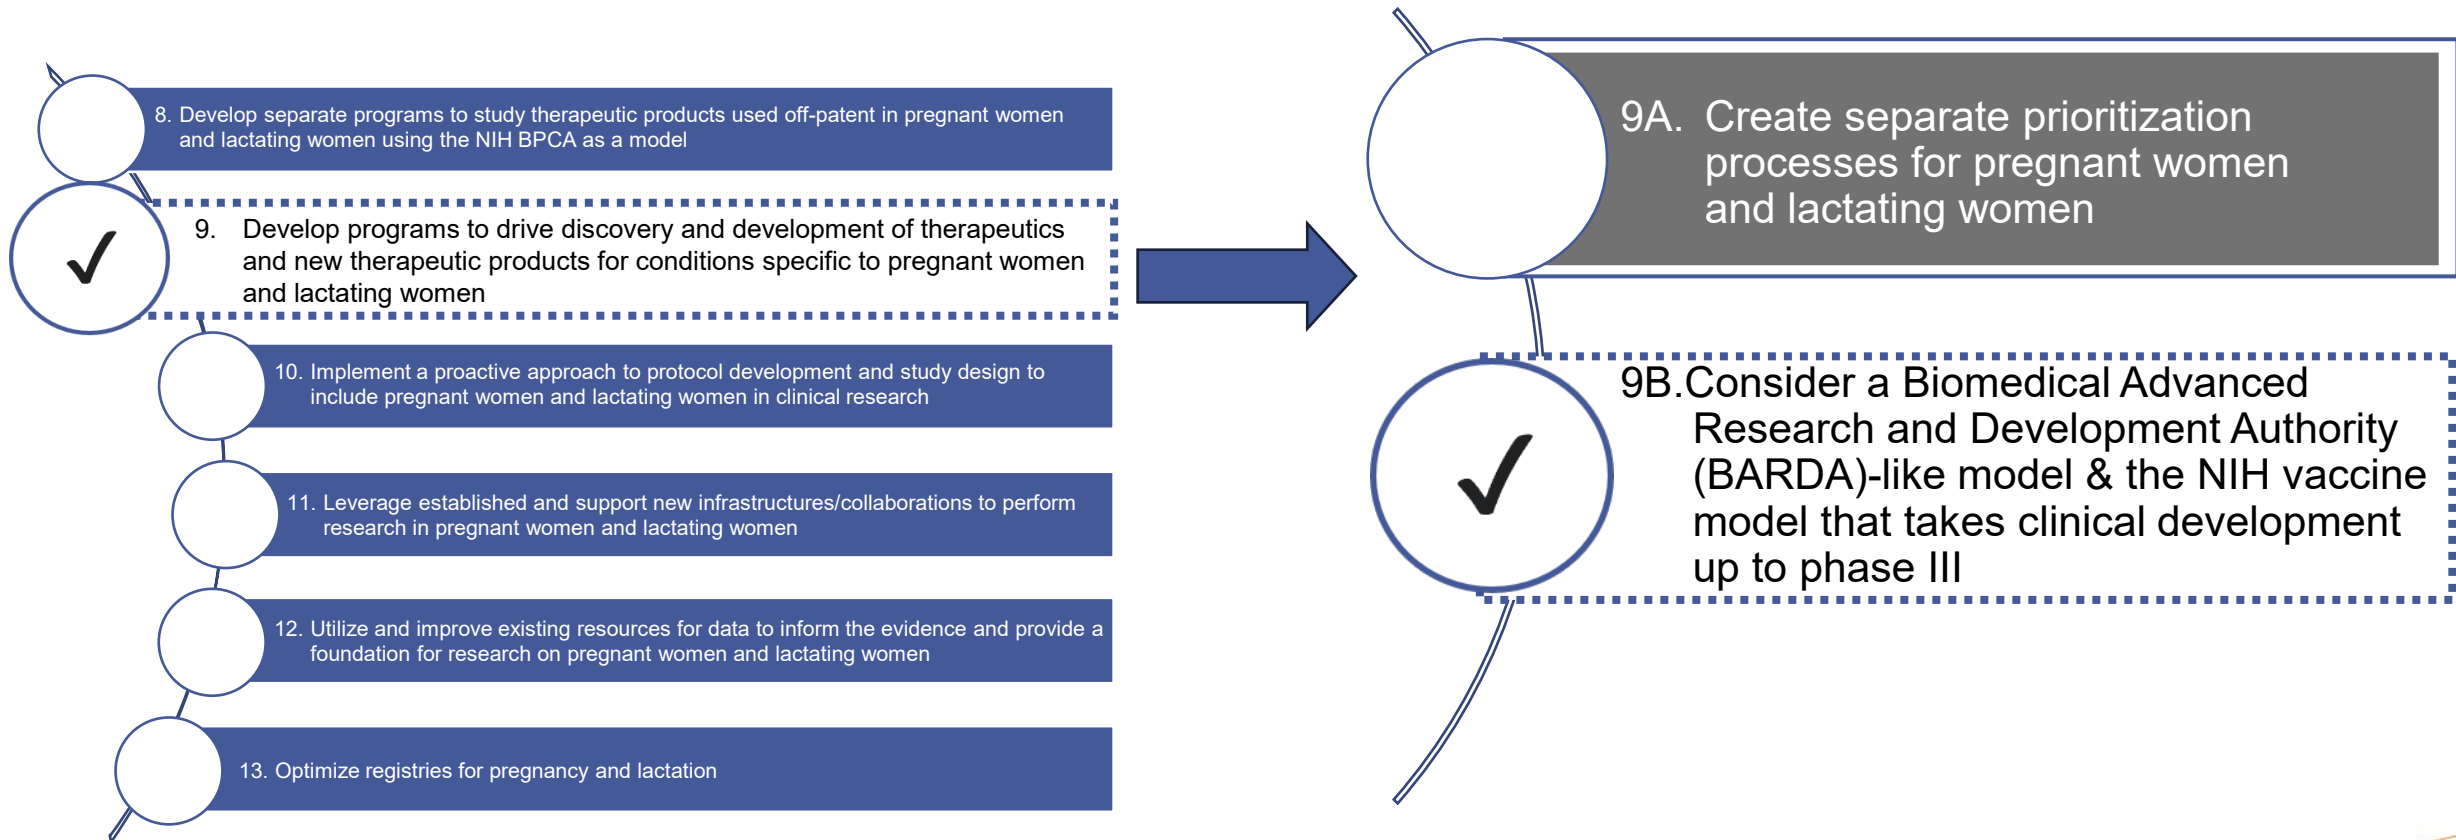 8. Develop separate programs to study therapeutic products used off-patent in pregnant women
and lactating women using the NIH BPCA as a model
9. Develop programs to drive discovery and development of therapeutics
and new therapeutic products for conditions specific to pregnant women
and lactating women
10. Implement a proactive approach to protocol development and study design to
include pregnant women and lactating women in clinical research
11. Leverage established and support new infrastructures/collaborations to perform
research in pregnant women and lactating women
12. Utilize and improve existing resources for data to inform the evidence and provide a
foundation for research on pregnant women and lactating women
13. Optimize registries for pregnancy and lactation
9A. Create separate prioritization
processes for pregnant women
and lactating women
9B.Consider a Biomedical Advanced
Research and Development Authority
(BARDA)-like model & the NIH vaccine
model that takes clinical development
up to phase III